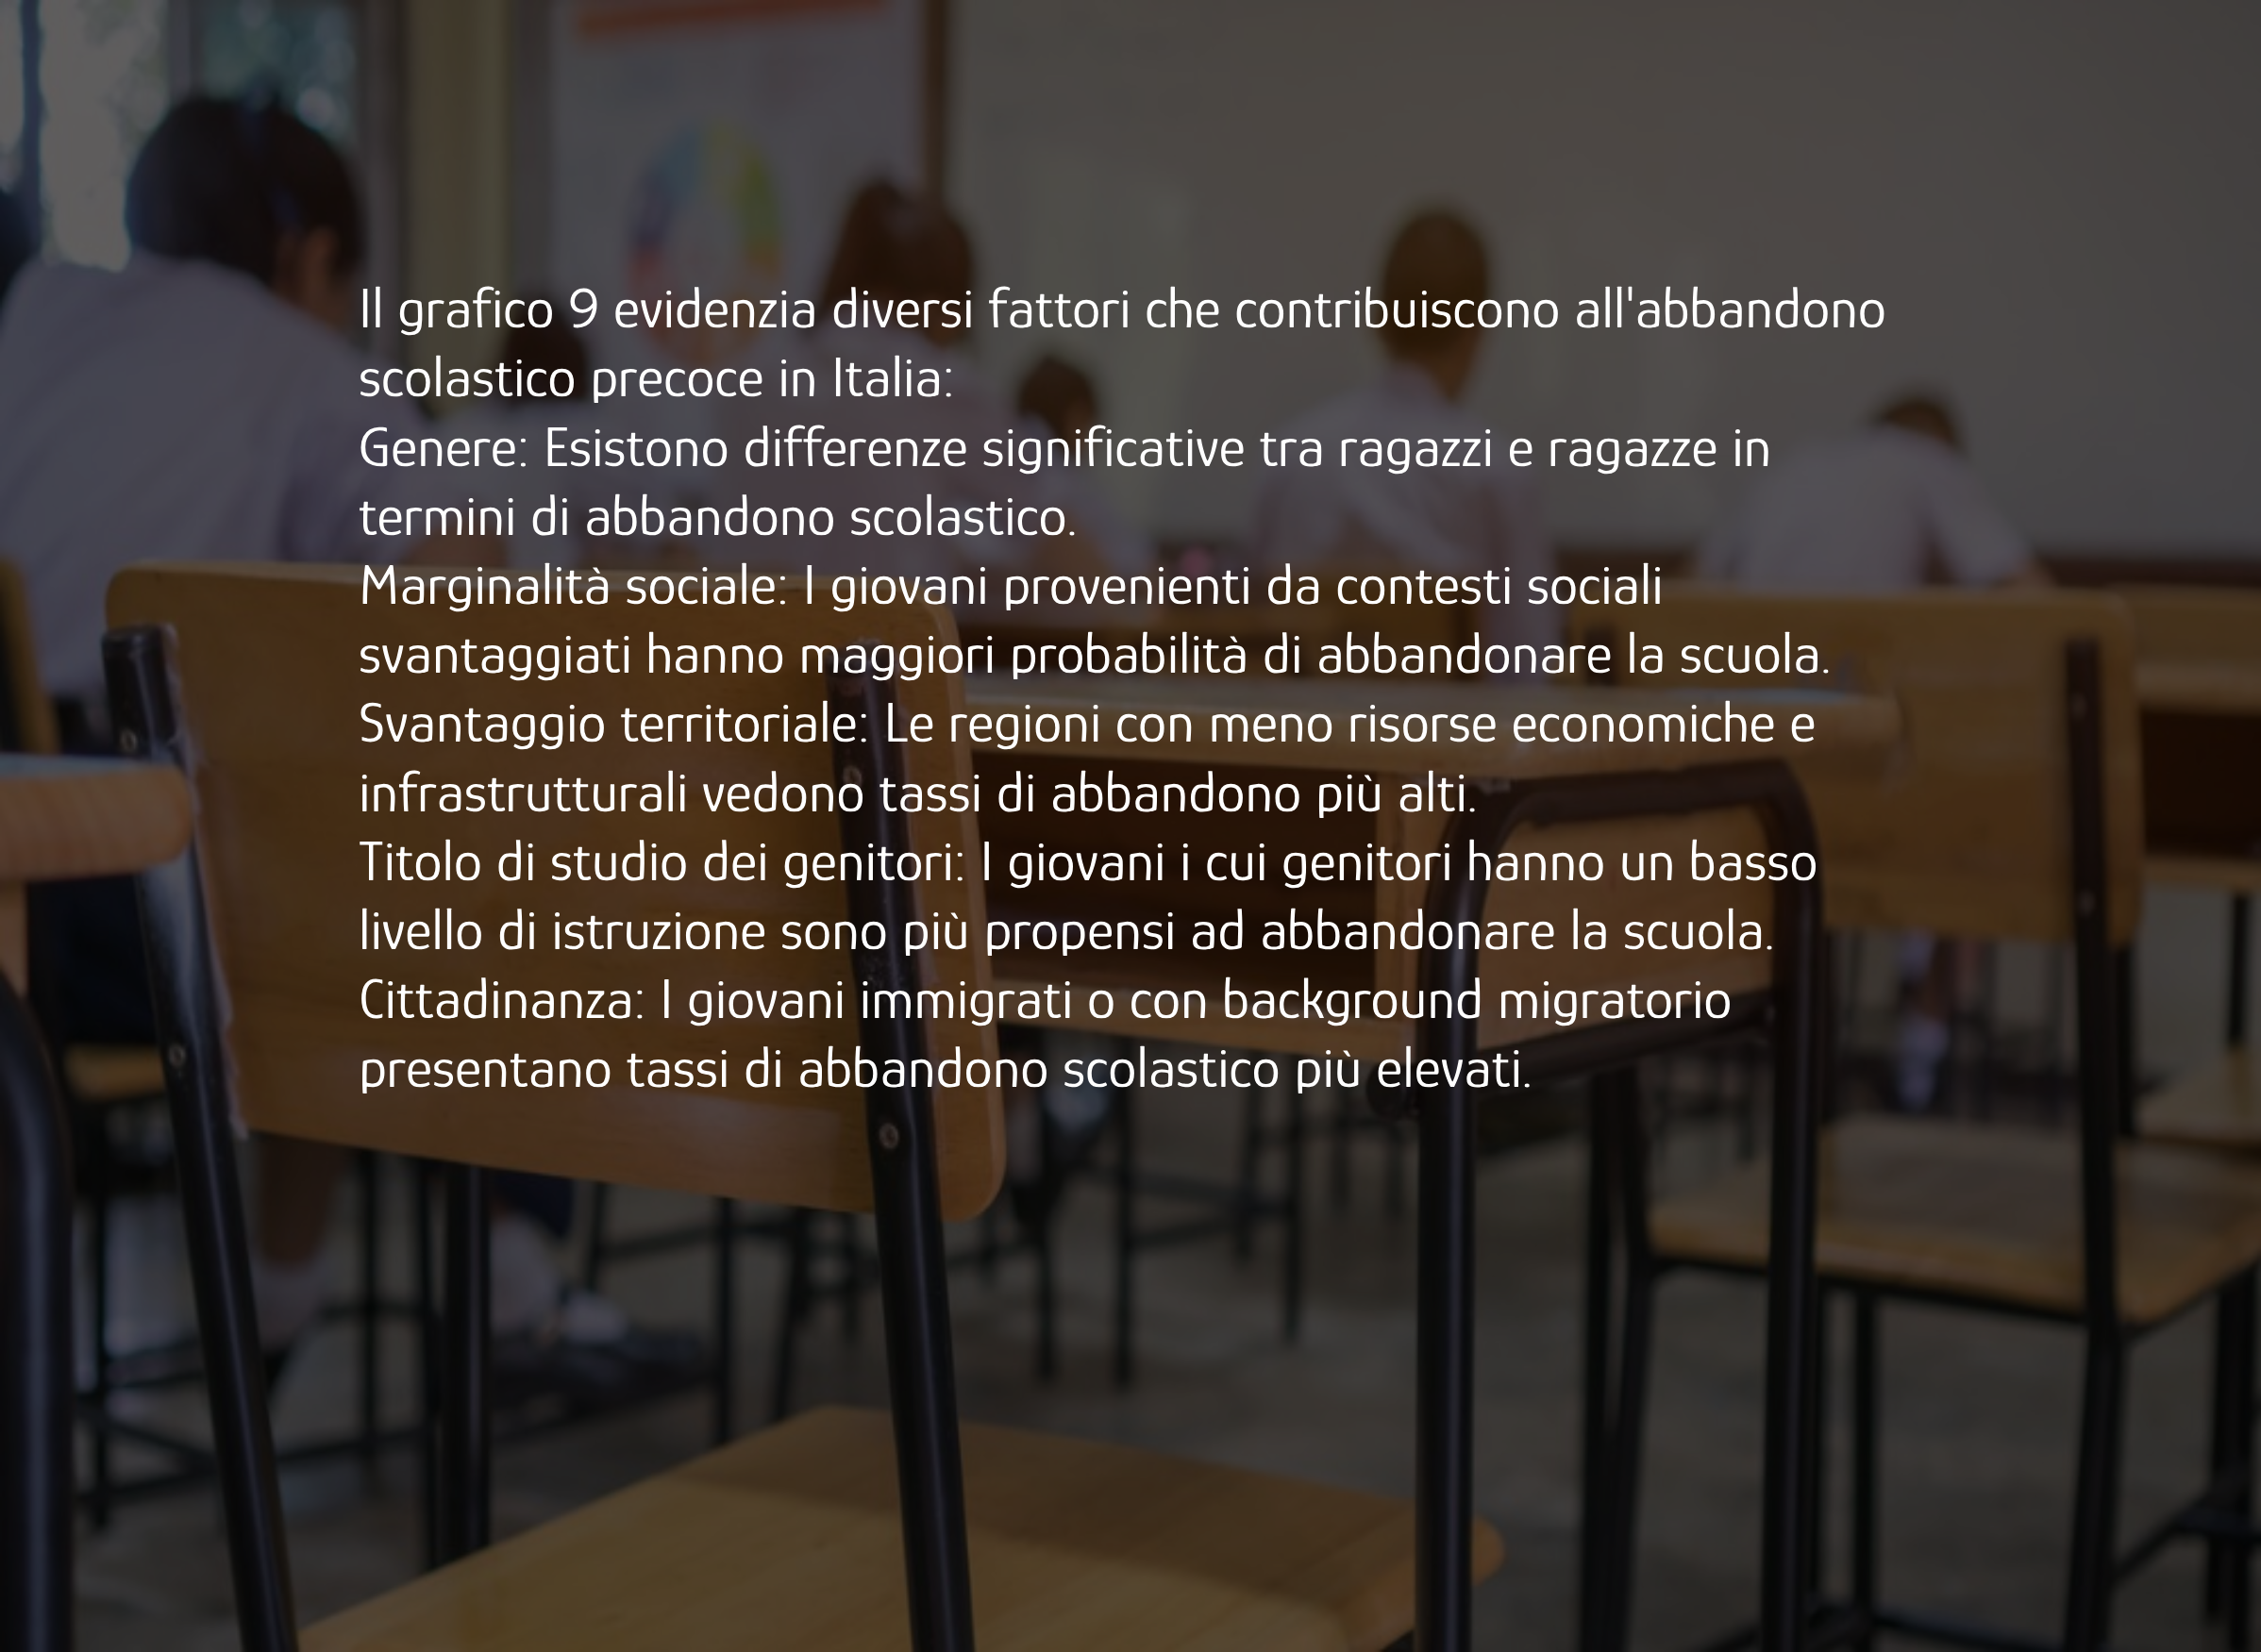 Il grafico 9 evidenzia diversi fattori che contribuiscono all'abbandono
scolastico precoce in Italia:
Genere: Esistono differenze significative tra ragazzi e ragazze in
termini di abbandono scolastico.
Marginalità sociale: I giovani provenienti da contesti sociali
svantaggiati hanno maggiori probabilità di abbandonare la scuola.
Svantaggio territoriale: Le regioni con meno risorse economiche e
infrastrutturali vedono tassi di abbandono più alti.
Titolo di studio dei genitori: I giovani i cui genitori hanno un basso
livello di istruzione sono più propensi ad abbandonare la scuola.
Cittadinanza: I giovani immigrati o con background migratorio
presentano tassi di abbandono scolastico più elevati.